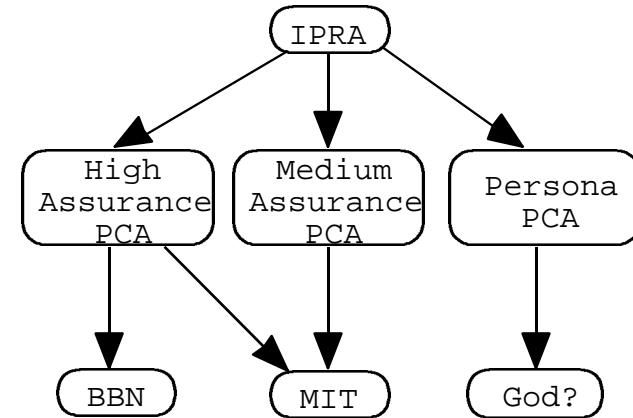 IPRA
High
Assurance
PCA
Medium
Assurance
PCA
Persona
PCA
BBN
MIT
God?